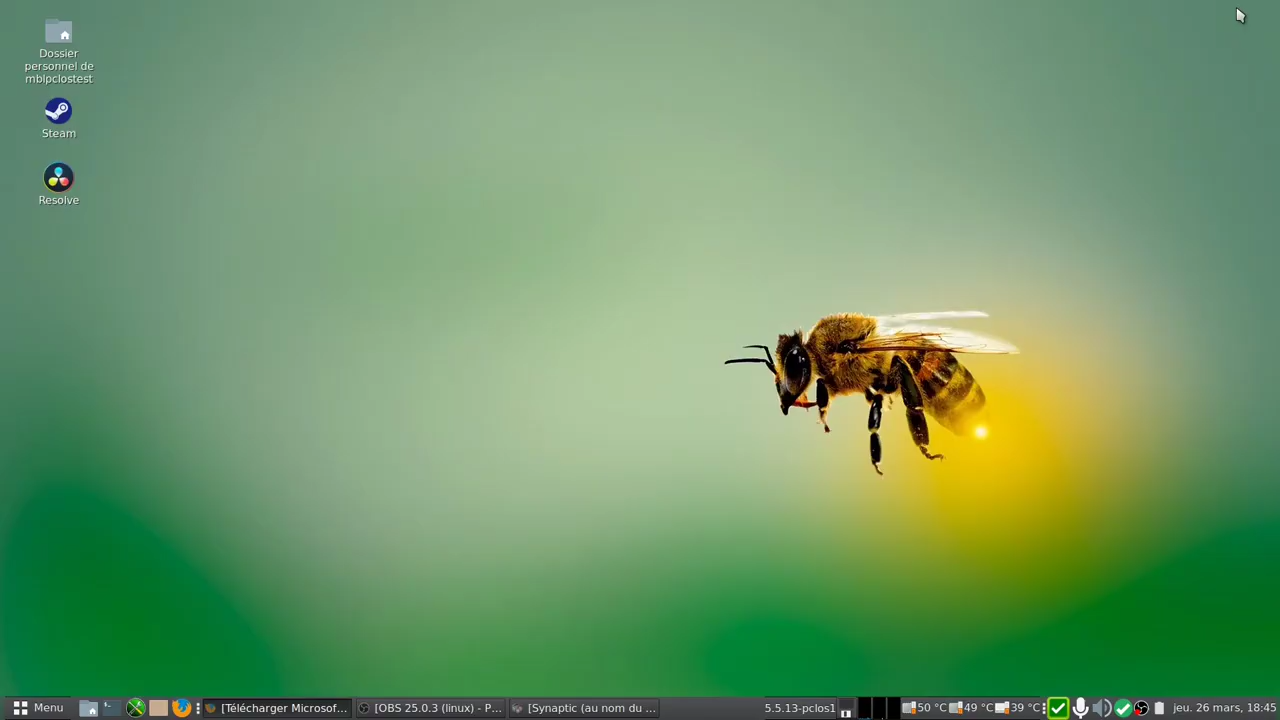 Dossier
personnel de
mblpclostest
Steam
Resolve
Menu
[Télécharger Microsof...
[OBS 25.0.3 (linux) - P...
[Synaptic (au nom du ...
5.5.13-pclos1
50 °C
49 °C
39 °C
jeu. 26 mars, 18:45